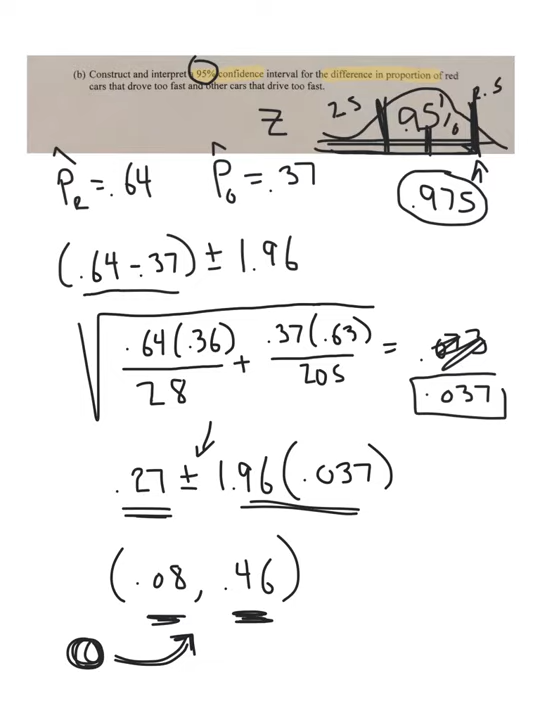 (b) Construct and interpret a 95% confidence interval for the difference in proportion of red
cars that drove too fast and other cars that drive too fast.
Z
25
.95%
2.5
P̂R = .64
P̂o = .37
.975
(.64 - .37) ± 1.96
√ .64(.36)/28 + .37(.63)/205 =
.037
.27 ± 1.96(.037)
(.08, .46)